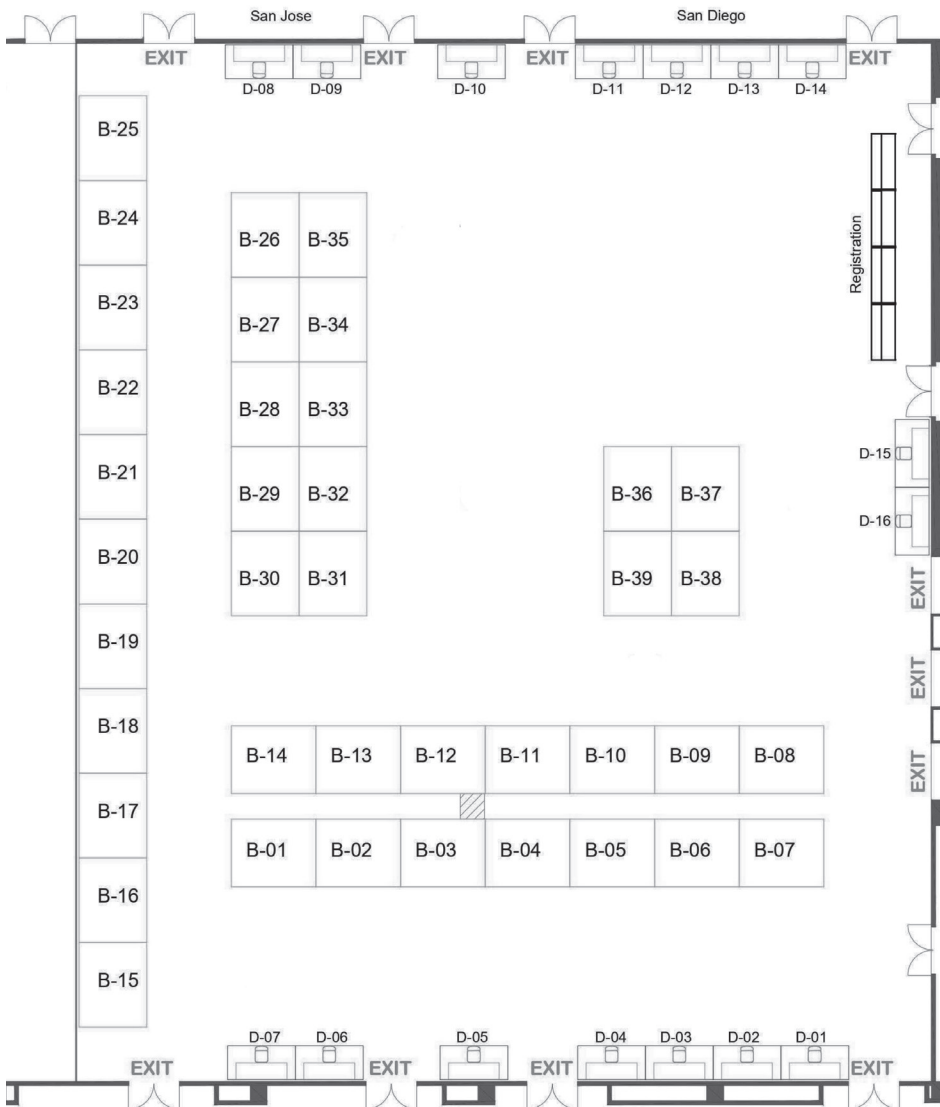 San Jose San Diego
EXIT EXIT EXIT EXIT
D-08 D-09 D-10 D-11 D-12 D-13 D-14
B-25
B-24
B-26 B-35
Registration
B-23
B-27 B-34
B-22
B-28 B-33
D-15
B-21
B-29 B-32 B-36 B-37
D-16
B-20
B-30 B-31 B-39 B-38
EXIT
B-19
EXIT
B-18
B-14 B-13 B-12 B-11 B-10 B-09 B-08
EXIT
B-17
B-01 B-02 B-03 B-04 B-05 B-06 B-07
B-16
B-15
D-07 D-06 D-05 D-04 D-03 D-02 D-01
EXIT EXIT EXIT EXIT